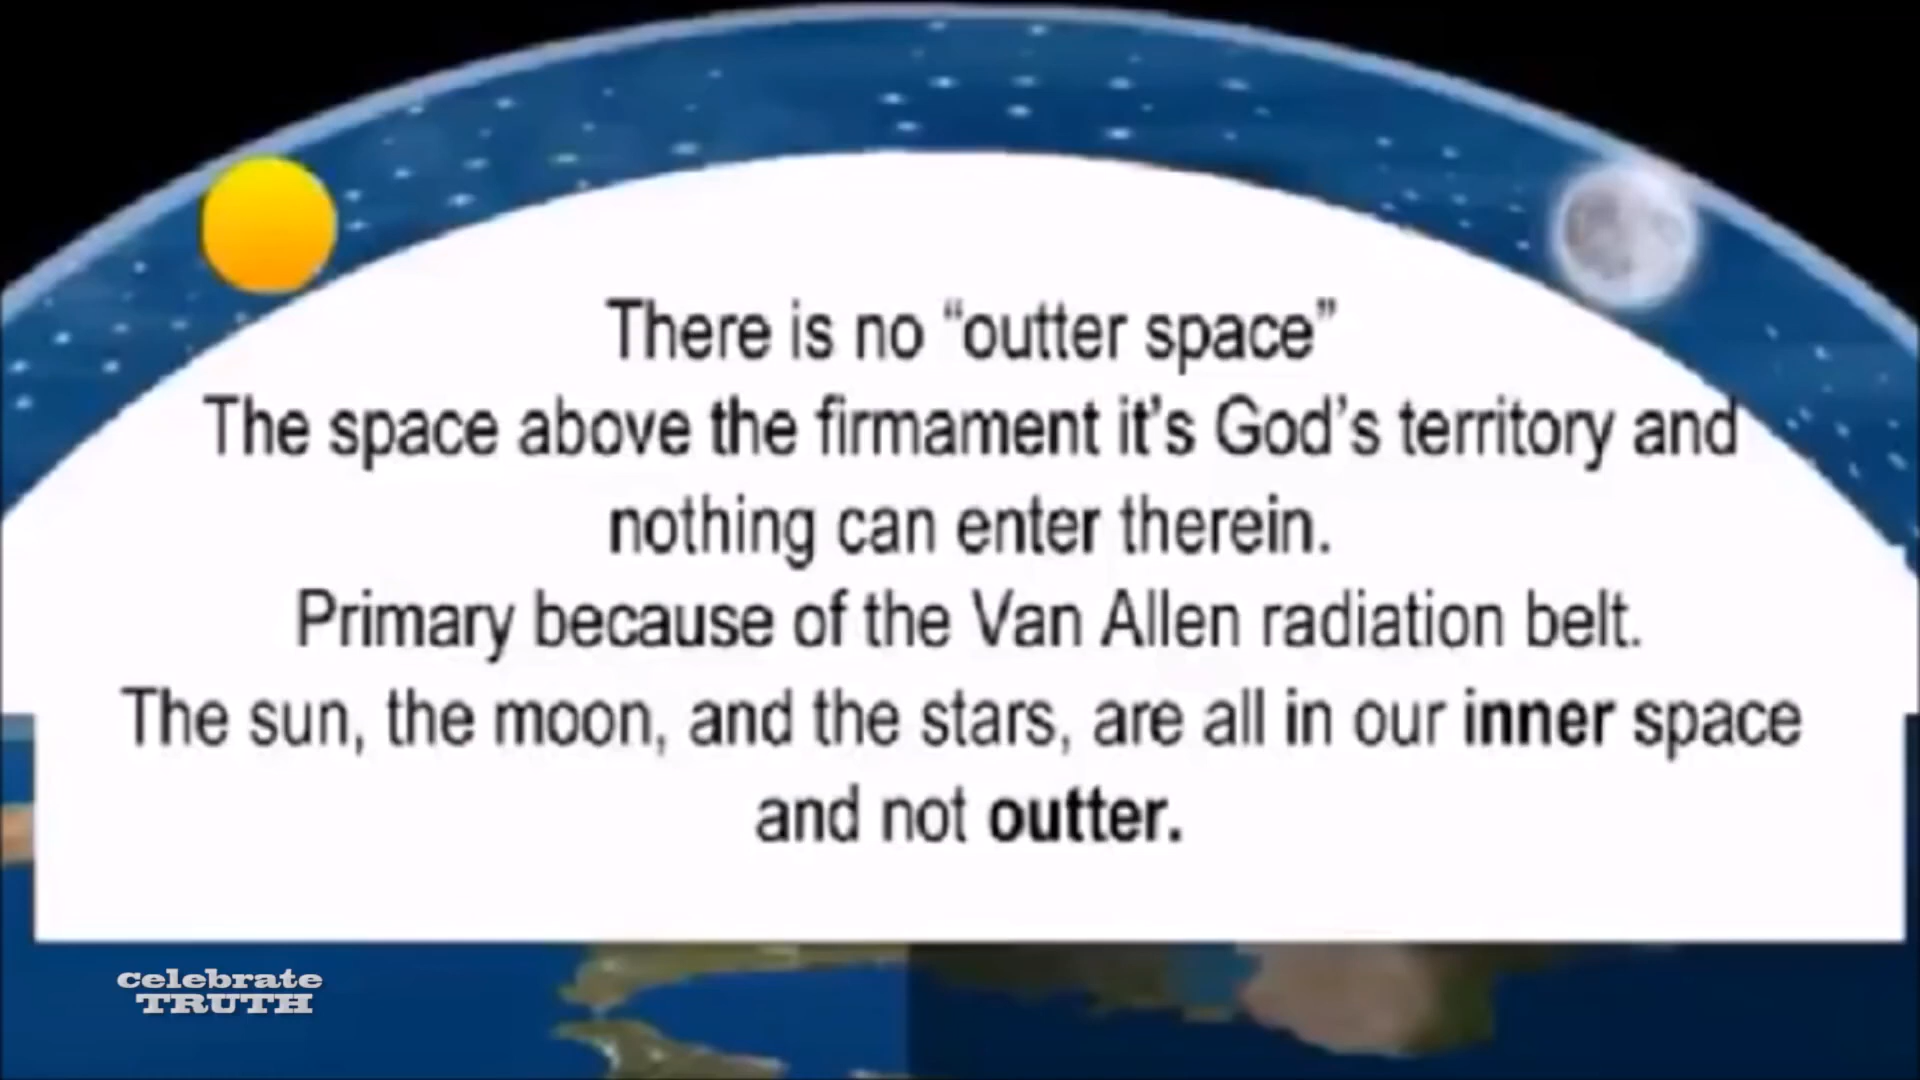 There is no “outter space”
The space above the firmament it’s God’s territory and
nothing can enter therein.
Primary because of the Van Allen radiation belt.
The sun, the moon, and the stars, are all in our inner space
and not outter.
celebrate
TRUTH